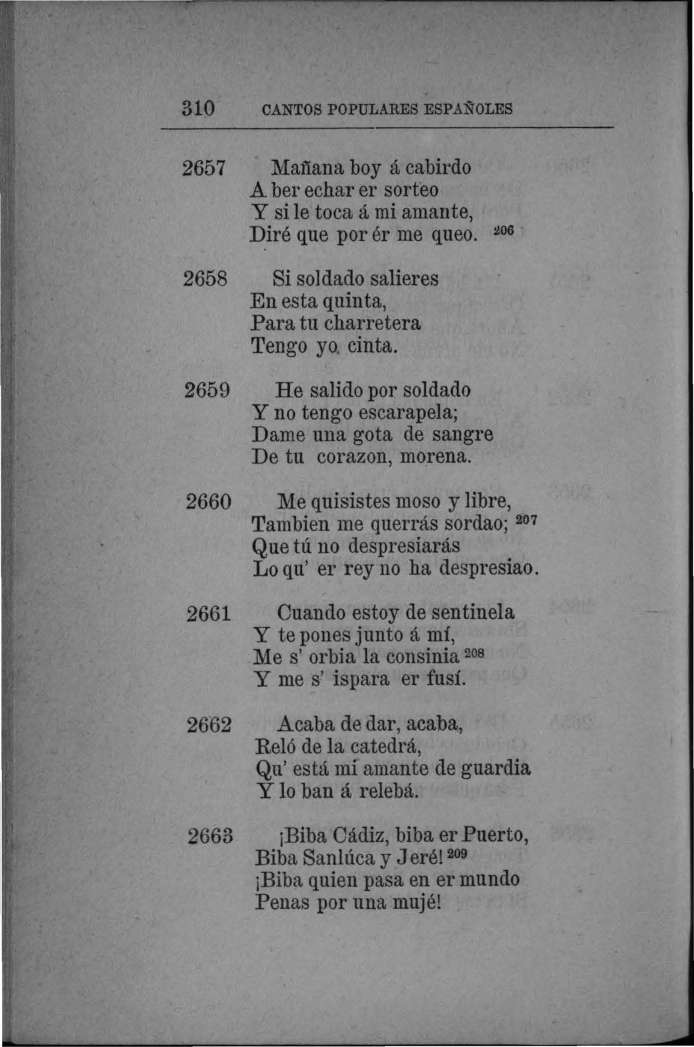 310 CANTOS POPULARES ESPAÑOLES
2657 Mañana boy á cabirdo
A ber echar er sorteo
Y si le toca á mi amante,
Diré que por ér me queo. 206
2658 Si soldado salieres
En esta quinta,
Para tu charretera
Tengo yo cinta.
2659 He salido por soldado
Y no tengo escarapela;
Dame una gota de sangre
De tu corazon, morena.
2660 Me quisistes moso y libre,
Tambien me querrás sordao; 207
Que tú no despresiarás
Lo qu' er rey no ha despresiao.
2661 Cuando estoy de sentinela
Y te pones junto á mí,
Me s' orbia la consinia 208
Y me s' ispara er fusí.
2662 Acaba de dar, acaba,
Reló de la catedrá,
Qu' está mi amante de guardia
Y lo ban á relebá.
2663 ¡Biba Cádiz, biba er Puerto,
Biba Sanlúca y Jeré! 209
¡Biba quien pasa en er mundo
Penas por una mujé!